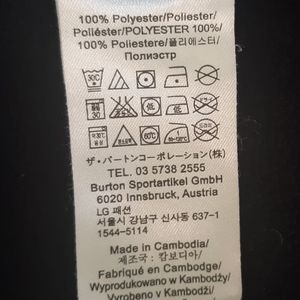 100% Polyester/Poliester/
Poliéster/POLYESTER 100%/
100% Poliestere/폴리에스터/
Полиэстр
30℃
低
低
ザ・バートンコーポレーション(株)
TEL. 03 5738 2555
Burton Sportartikel GmbH
6020 Innsbruck, Austria
LG 패션
서울시 강남구 신사동 637-1
1544-5114
Made in Cambodia/
제조국: 캄보디아/
Fabriqué en Cambodge/
Wyprodukowano w Kambodży/
Vyrobeno v Kambodži/